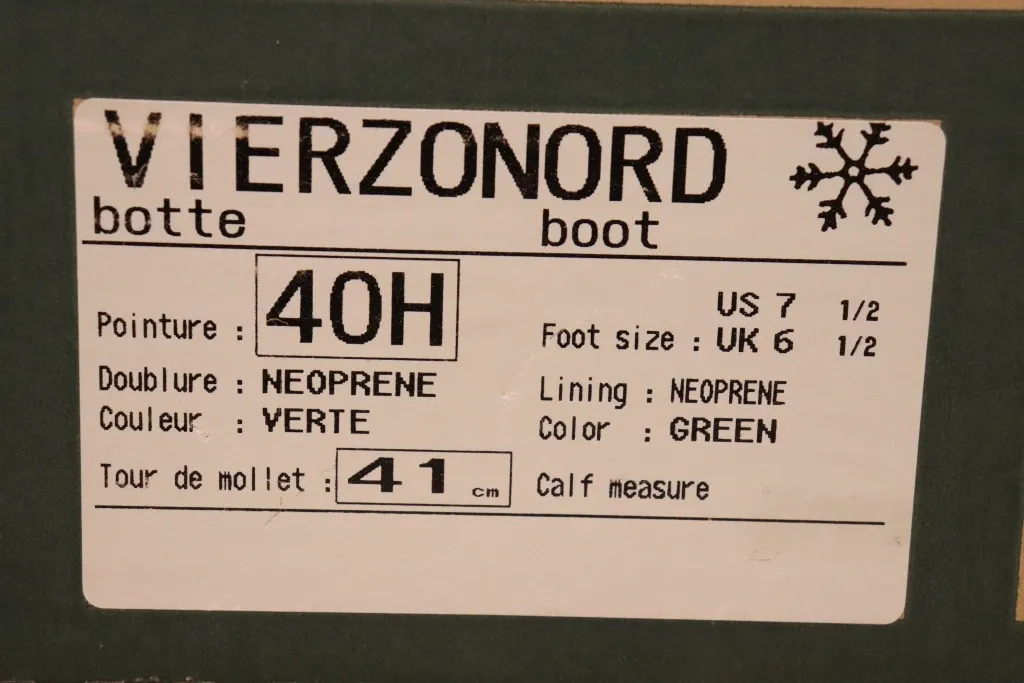 VIERZONORD
botte boot
Pointure : 40H
US 7 1/2
Foot size : UK 6 1/2
Doublure : NEOPRENE Lining : NEOPRENE
Couleur : VERTE Color : GREEN
Tour de mollet : 41 cm Calf measure